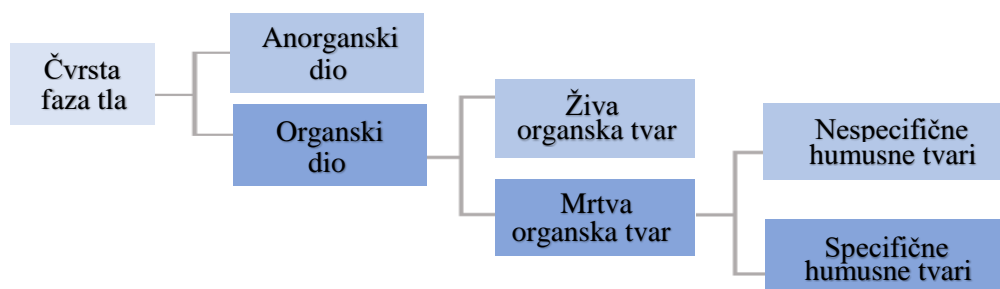 Čvrsta
faza tla
Anorganski
dio
Organski
dio
Živa
organska tvar
Mrtva
organska tvar
Nespecifične
humusne tvari
Specifične
humusne tvari